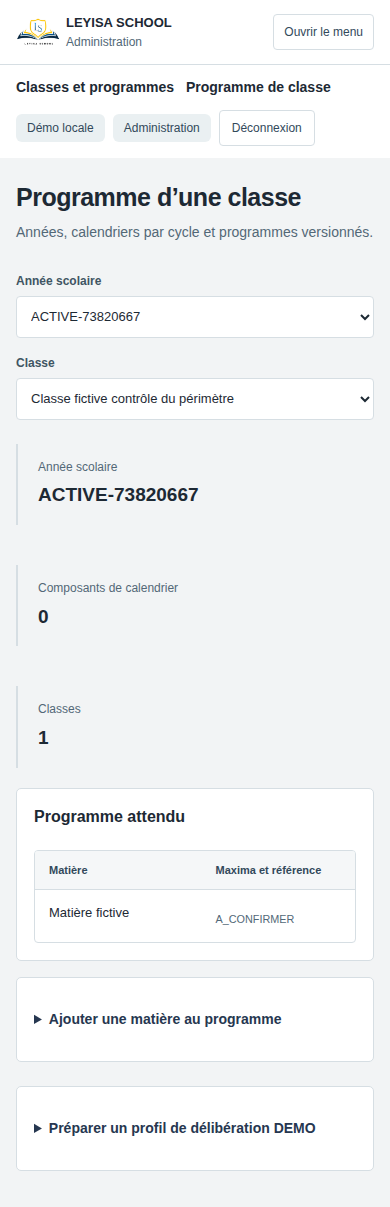 LEYISA SCHOOL
Administration
Ouvrir le menu
Classes et programmes Programme de classe
Démo locale Administration Déconnexion
Programme d’une classe
Années, calendriers par cycle et programmes versionnés.
Année scolaire
ACTIVE-73820667
Classe
Classe fictive contrôle du périmètre
Année scolaire
ACTIVE-73820667
Composants de calendrier
0
Classes
1
Programme attendu
Matière Maxima et référence
Matière fictive A_CONFIRMER
Ajouter une matière au programme
Préparer un profil de délibération DEMO